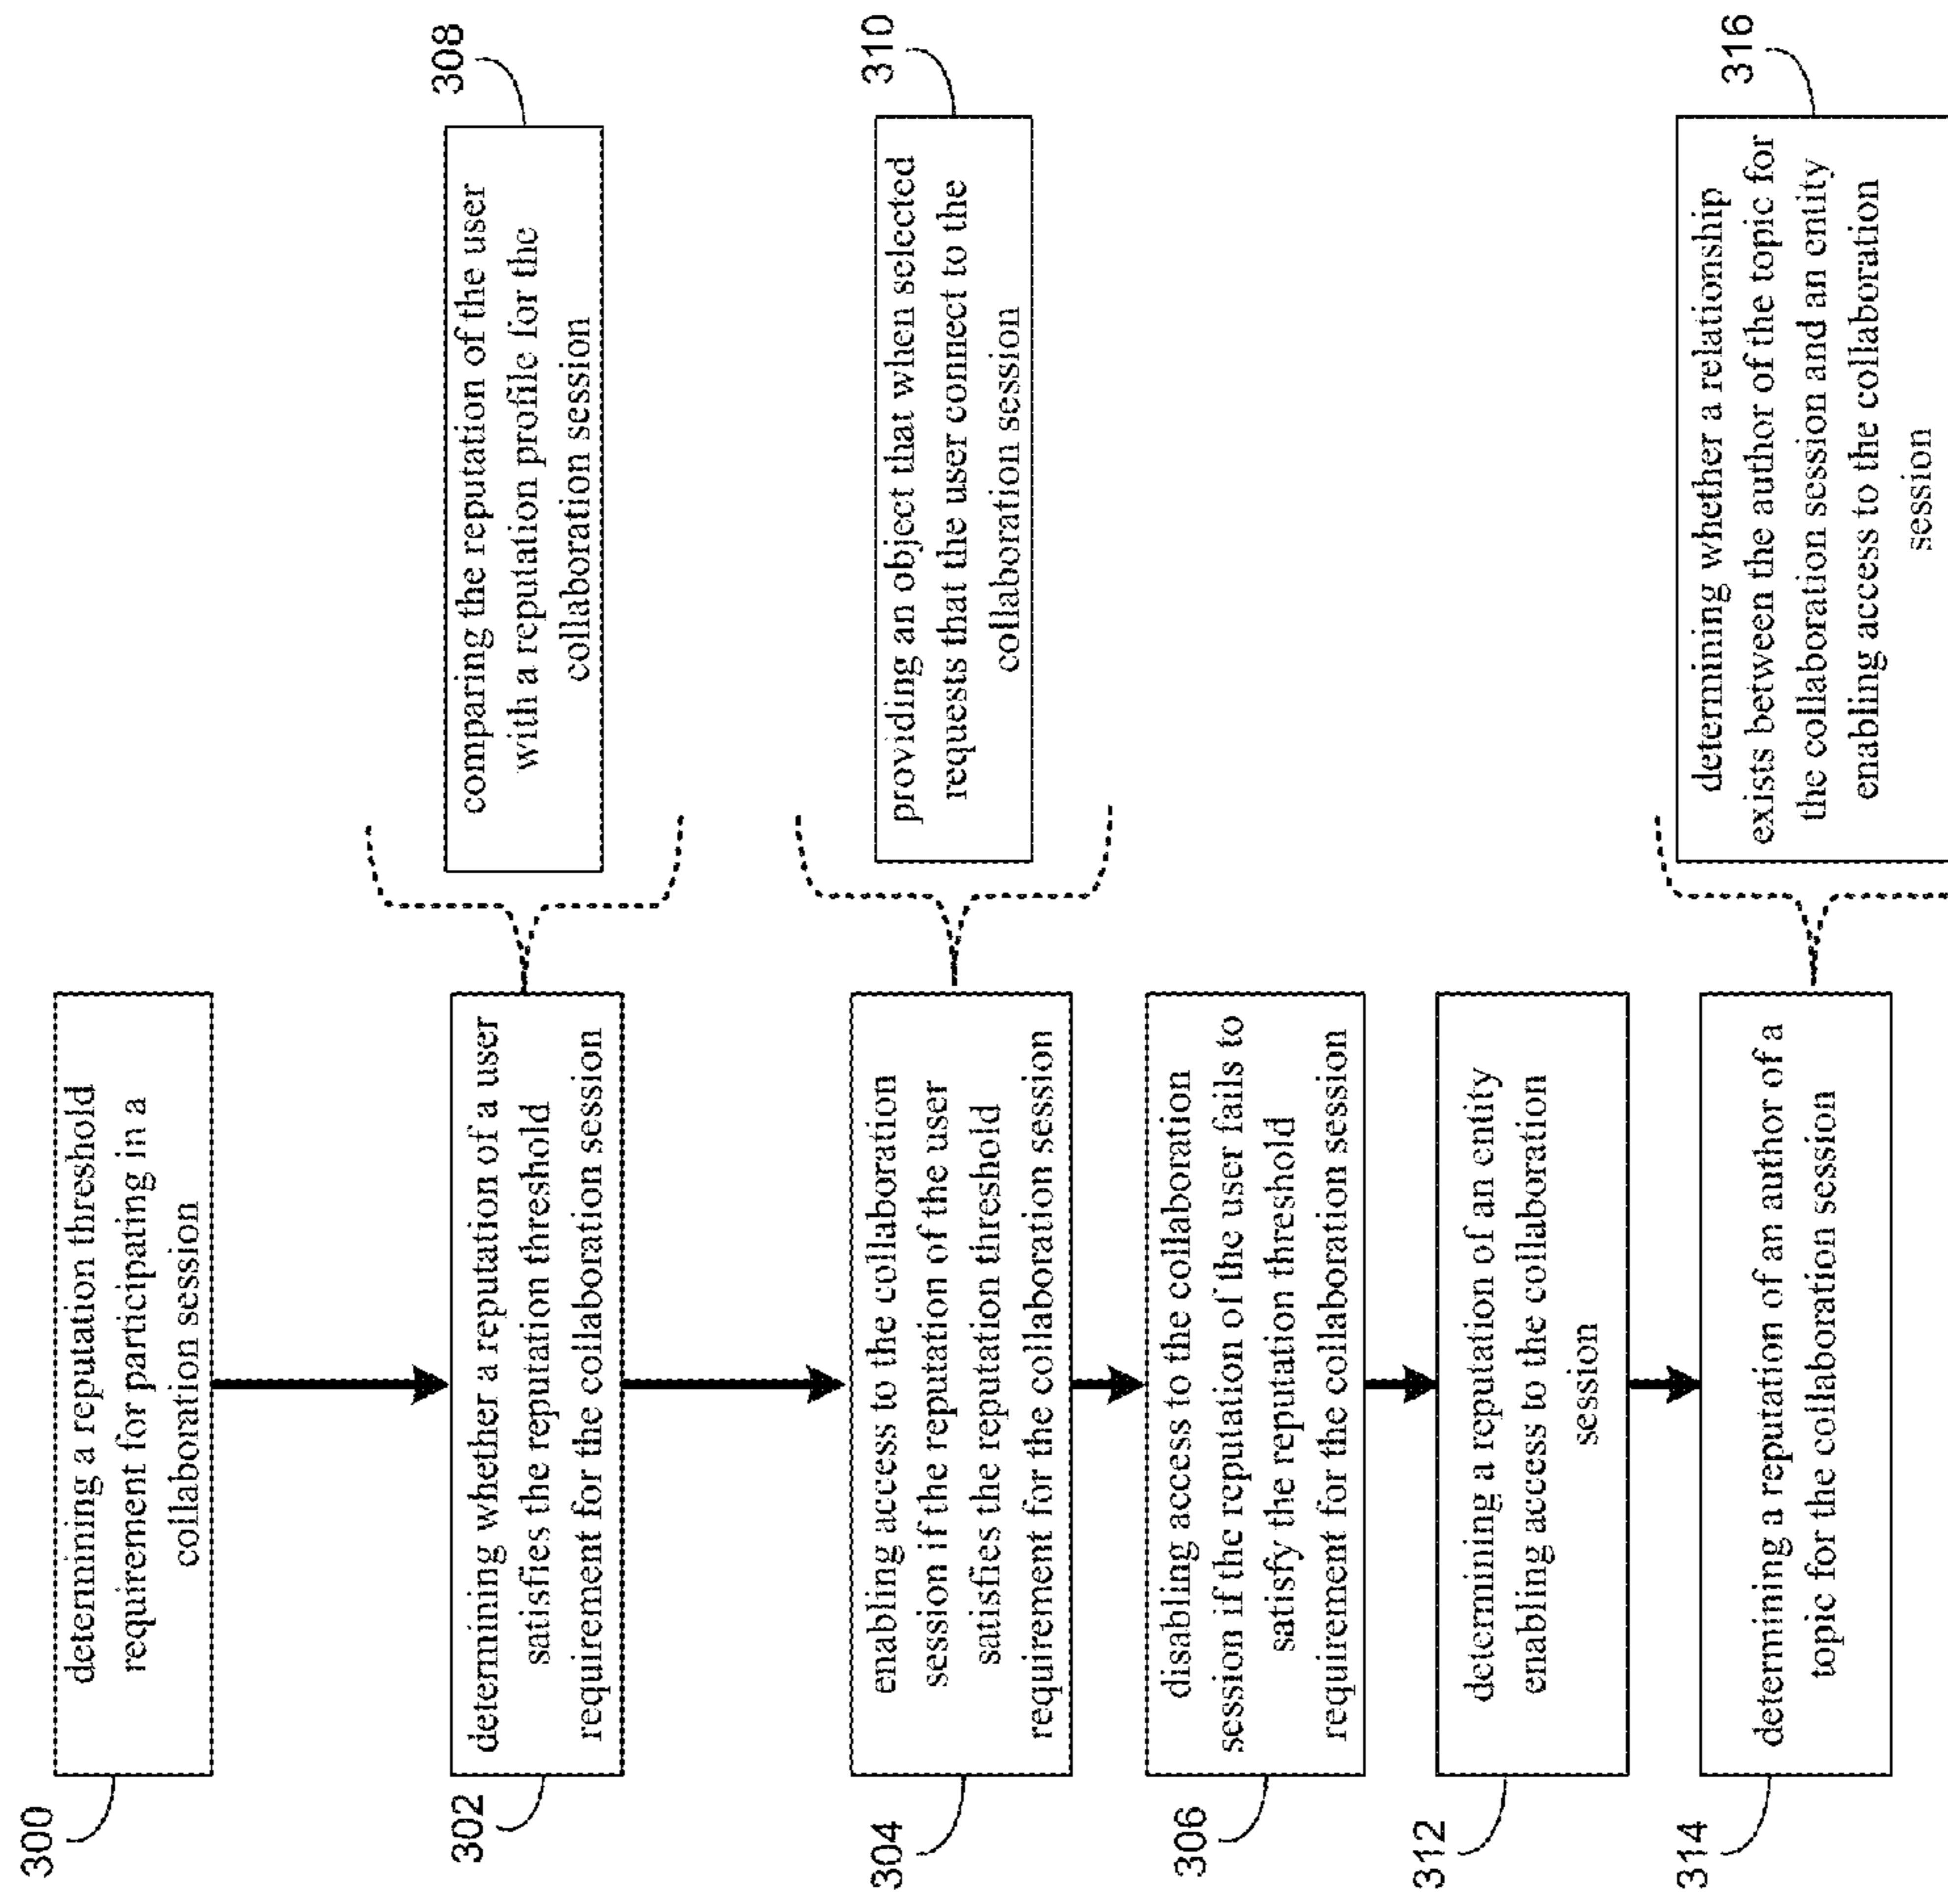 300
determining a reputation threshold
requirement for participating in a
collaboration session
302
determining whether a reputation of a user
satisfies the reputation threshold
requirement for the collaboration session
308
comparing the reputation of the user
with a reputation profile for the
collaboration session
304
enabling access to the collaboration
session if the reputation of the user
satisfies the reputation threshold
requirement for the collaboration session
310
providing an object that when selected
requests that the user connect to the
collaboration session
306
disabling access to the collaboration
session if the reputation of the user fails to
satisfy the reputation threshold
requirement for the collaboration session
312
determining a reputation of an entity
enabling access to the collaboration
session
314
determining a reputation of an author of a
topic for the collaboration session
316
determining whether a relationship
exists between the author of the topic for
the collaboration session and an entity
enabling access to the collaboration
session